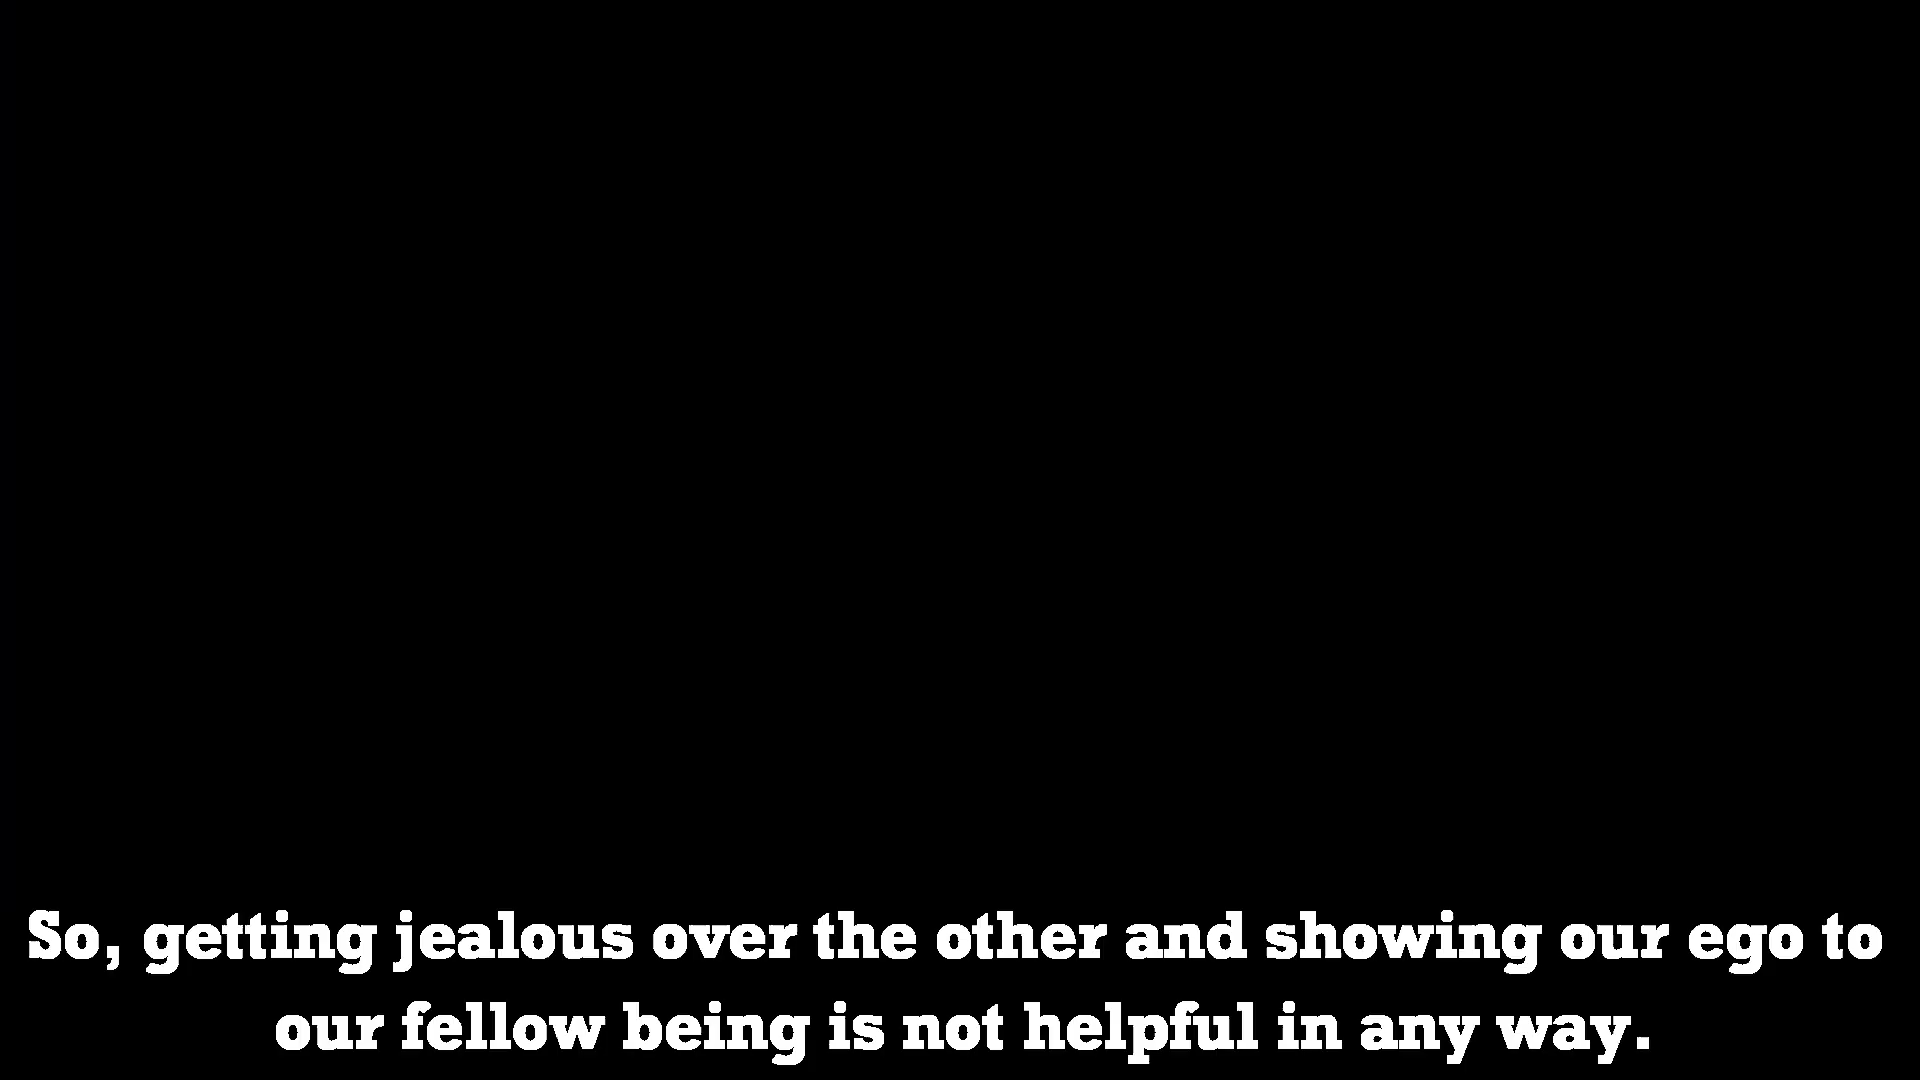 So, getting jealous over the other and showing our ego to
our fellow being is not helpful in any way.